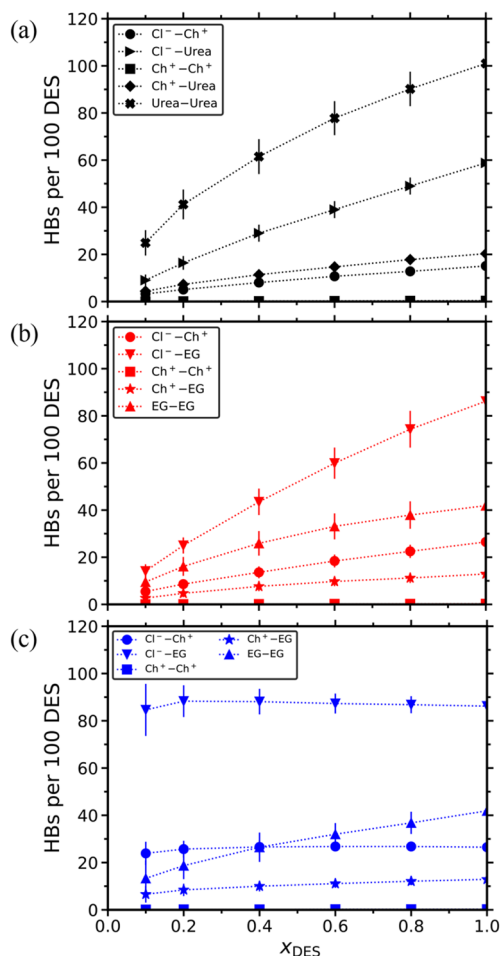 (a)
120
100
80
60
40
20
0
HBs per 100 DES
Cl⁻−Ch⁺
Cl⁻−Urea
Ch⁺−Ch⁺
Ch⁺−Urea
Urea−Urea
(b)
120
100
80
60
40
20
0
HBs per 100 DES
Cl⁻−Ch⁺
Cl⁻−EG
Ch⁺−Ch⁺
Ch⁺−EG
EG−EG
(c)
120
100
80
60
40
20
0
HBs per 100 DES
Cl⁻−Ch⁺ Ch⁺−EG
Cl⁻−EG EG−EG
Ch⁺−Ch⁺
0.0 0.2 0.4 0.6 0.8 1.0
xDES